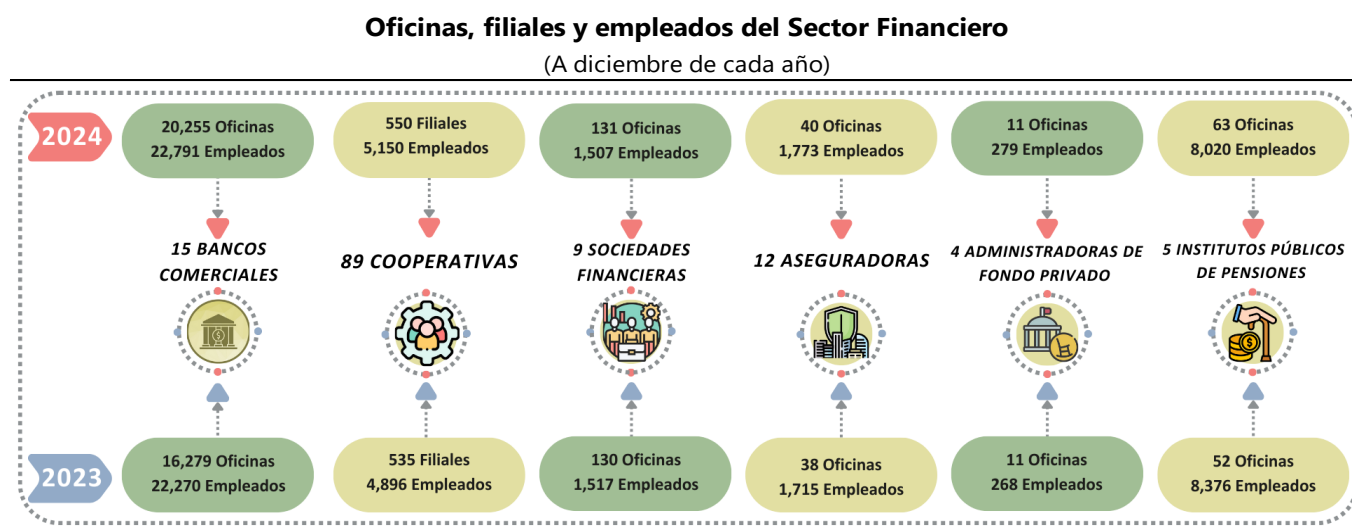 Oficinas, filiales y empleados del Sector Financiero
(A diciembre de cada año)
2024
20,255 Oficinas
22,791 Empleados
550 Filiales
5,150 Empleados
131 Oficinas
1,507 Empleados
40 Oficinas
1,773 Empleados
11 Oficinas
279 Empleados
63 Oficinas
8,020 Empleados
15 BANCOS
COMERCIALES
89 COOPERATIVAS
9 SOCIEDADES
FINANCIERAS
12 ASEGURADORAS
4 ADMINISTRADORAS DE
FONDO PRIVADO
5 INSTITUTOS PÚBLICOS
DE PENSIONES
2023
16,279 Oficinas
22,270 Empleados
535 Filiales
4,896 Empleados
130 Oficinas
1,517 Empleados
38 Oficinas
1,715 Empleados
11 Oficinas
268 Empleados
52 Oficinas
8,376 Empleados